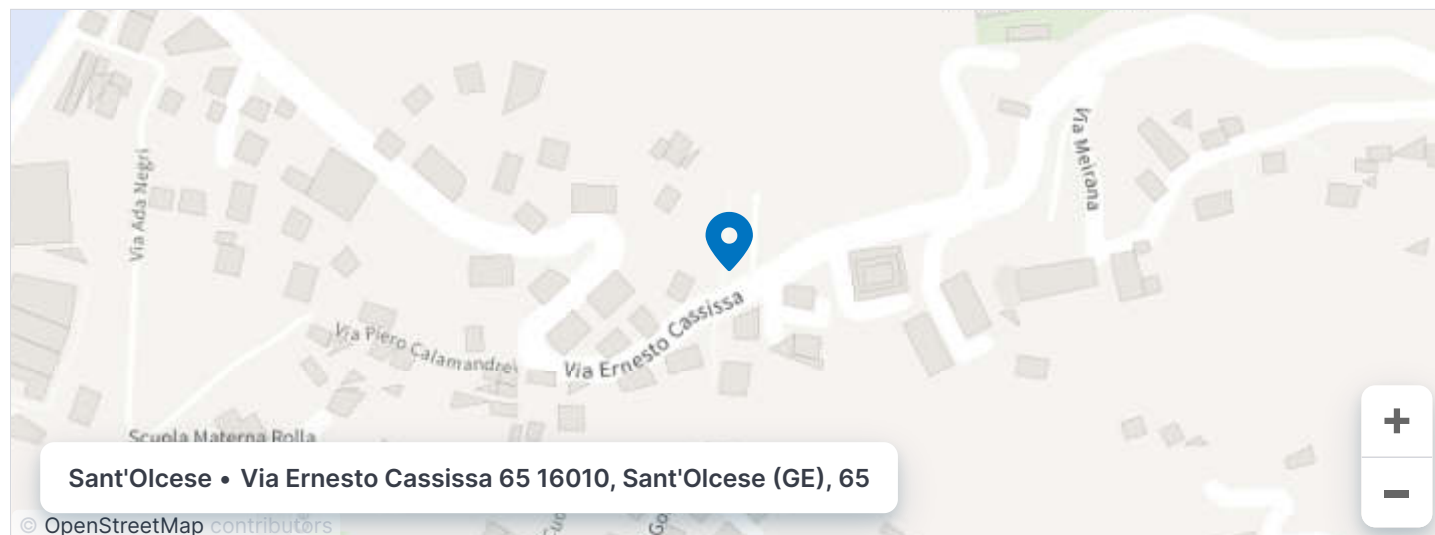 Via Meirana
Via Ada Negri
Via Ernesto Cassissa
Via Piero Calamandrei
Scuola Materna Rolla
Sant'Olcese • Via Ernesto Cassissa 65 16010, Sant'Olcese (GE), 65
+
−
© OpenStreetMap contributors